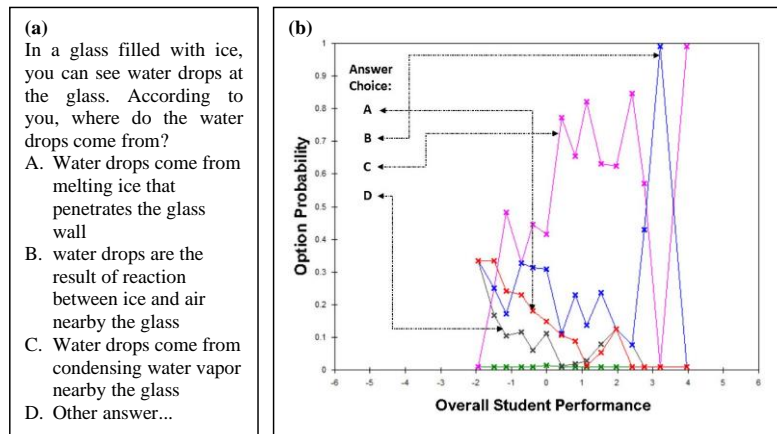 (a)
In a glass filled with ice,
you can see water drops at
the glass. According to
you, where do the water
drops come from?
A. Water drops come from
melting ice that
penetrates the glass
wall
B. water drops are the
result of reaction
between ice and air
nearby the glass
C. Water drops come from
condensing water vapor
nearby the glass
D. Other answer...
(b)
Option Probability
1
0.9
0.8
0.7
0.6
0.5
0.4
0.3
0.2
0.1
0
Answer
Choice:
A
B
C
D
-6 -5 -4 -3 -2 -1 0 1 2 3 4 5 6
Overall Student Performance